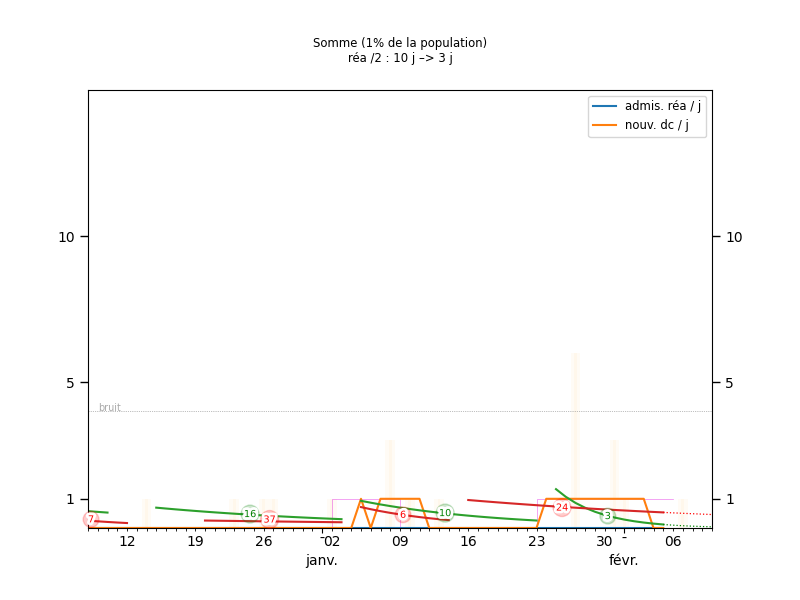 Somme (1% de la population)
réa /2 : 10 j –> 3 j
admis. réa / j
nouv. dc / j
10 10
5 5
bruit
1 1
7 16 37 6 10 24 3
12 19 26 02 09 16 23 30 06
janv. févr.